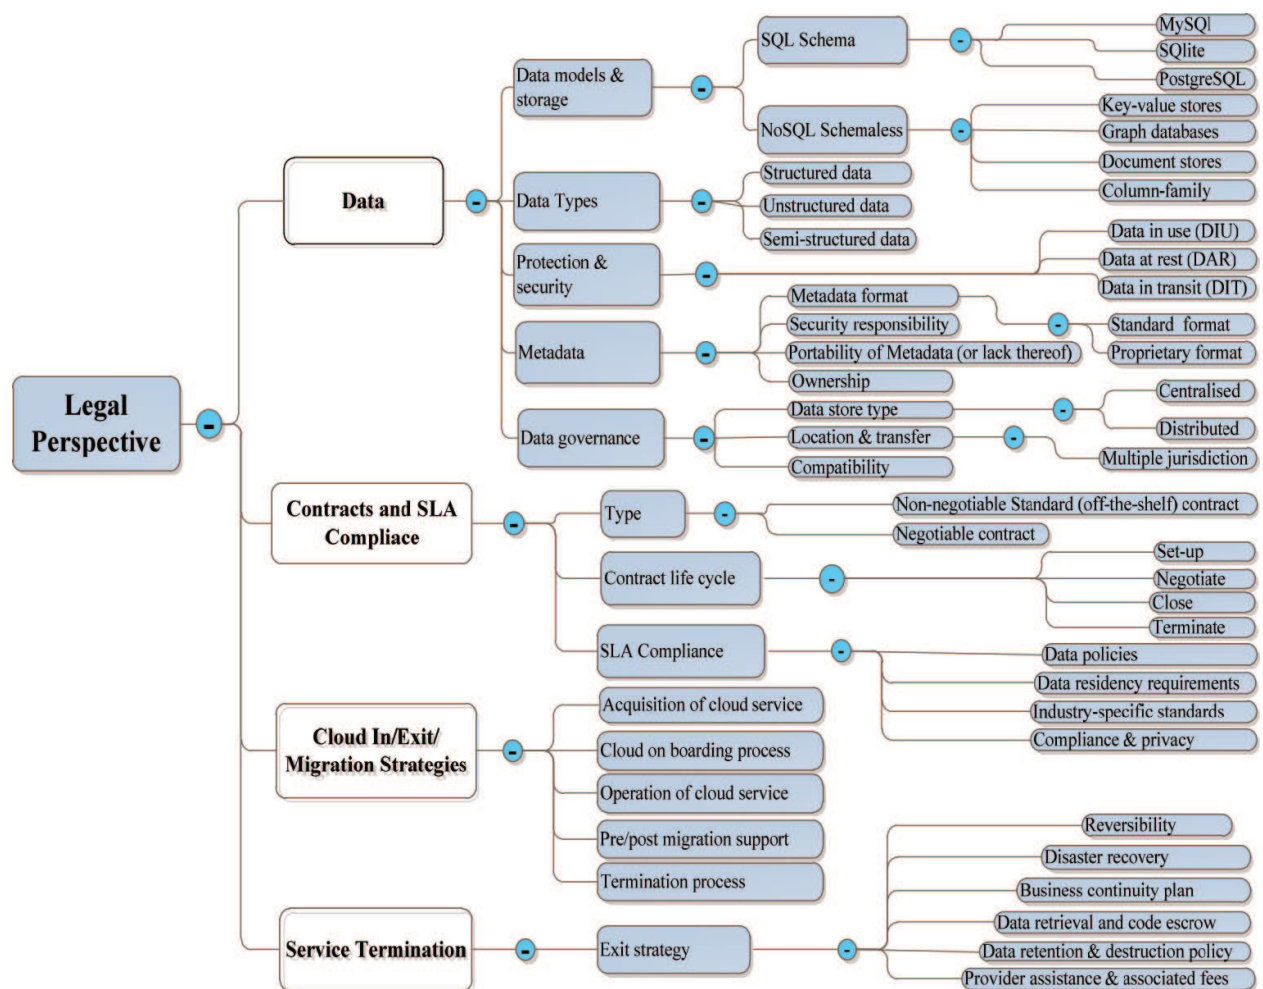 Legal
Perspective
Data
Data models &
storage
SQL Schema
MySQl
SQlite
PostgreSQL
NoSQL Schemaless
Key-value stores
Graph databases
Document stores
Column-family
Data Types
Structured data
Unstructured data
Semi-structured data
Protection &
security
Data in use (DIU)
Data at rest (DAR)
Data in transit (DIT)
Metadata
Metadata format
Standard format
Proprietary format
Security responsibility
Portability of Metadata (or lack thereof)
Ownership
Data governance
Data store type
Centralised
Distributed
Location & transfer
Multiple jurisdiction
Compatibility
Contracts and SLA
Compliace
Type
Non-negotiable Standard (off-the-shelf) contract
Negotiable contract
Contract life cycle
Set-up
Negotiate
Close
Terminate
SLA Compliance
Data policies
Data residency requirements
Industry-specific standards
Compliance & privacy
Cloud In/Exit/
Migration Strategies
Acquisition of cloud service
Cloud on boarding process
Operation of cloud service
Pre/post migration support
Termination process
Service Termination
Exit strategy
Reversibility
Disaster recovery
Business continuity plan
Data retrieval and code escrow
Data retention & destruction policy
Provider assistance & associated fees